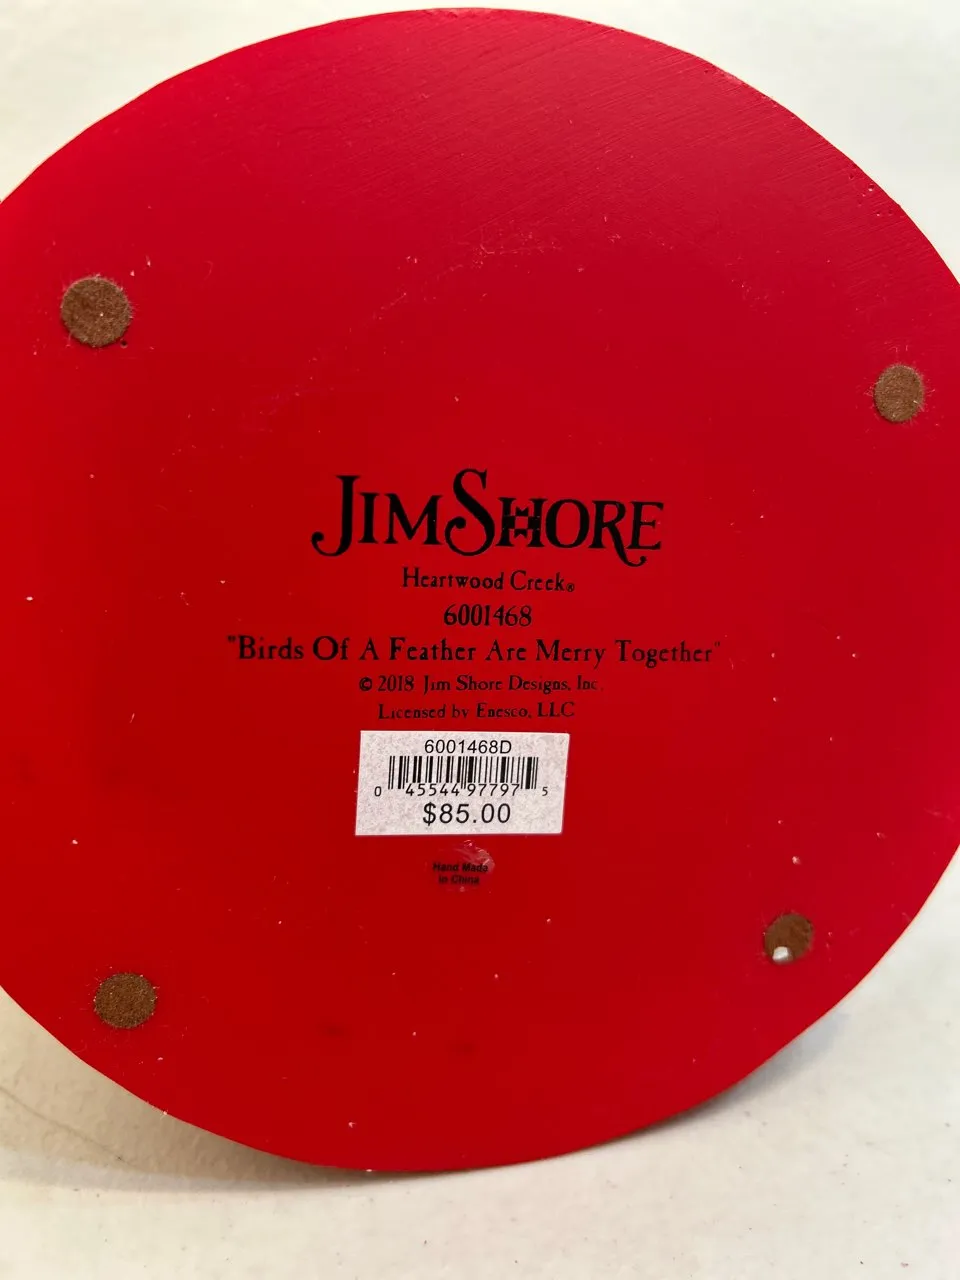 JIM SHORE
Heartwood Creek®
6001468
"Birds Of A Feather Are Merry Together"
© 2018 Jim Shore Designs, Inc.
Licensed by Enesco, LLC
6001468D
0 45544 97797 5
$85.00
Hand Made
in China